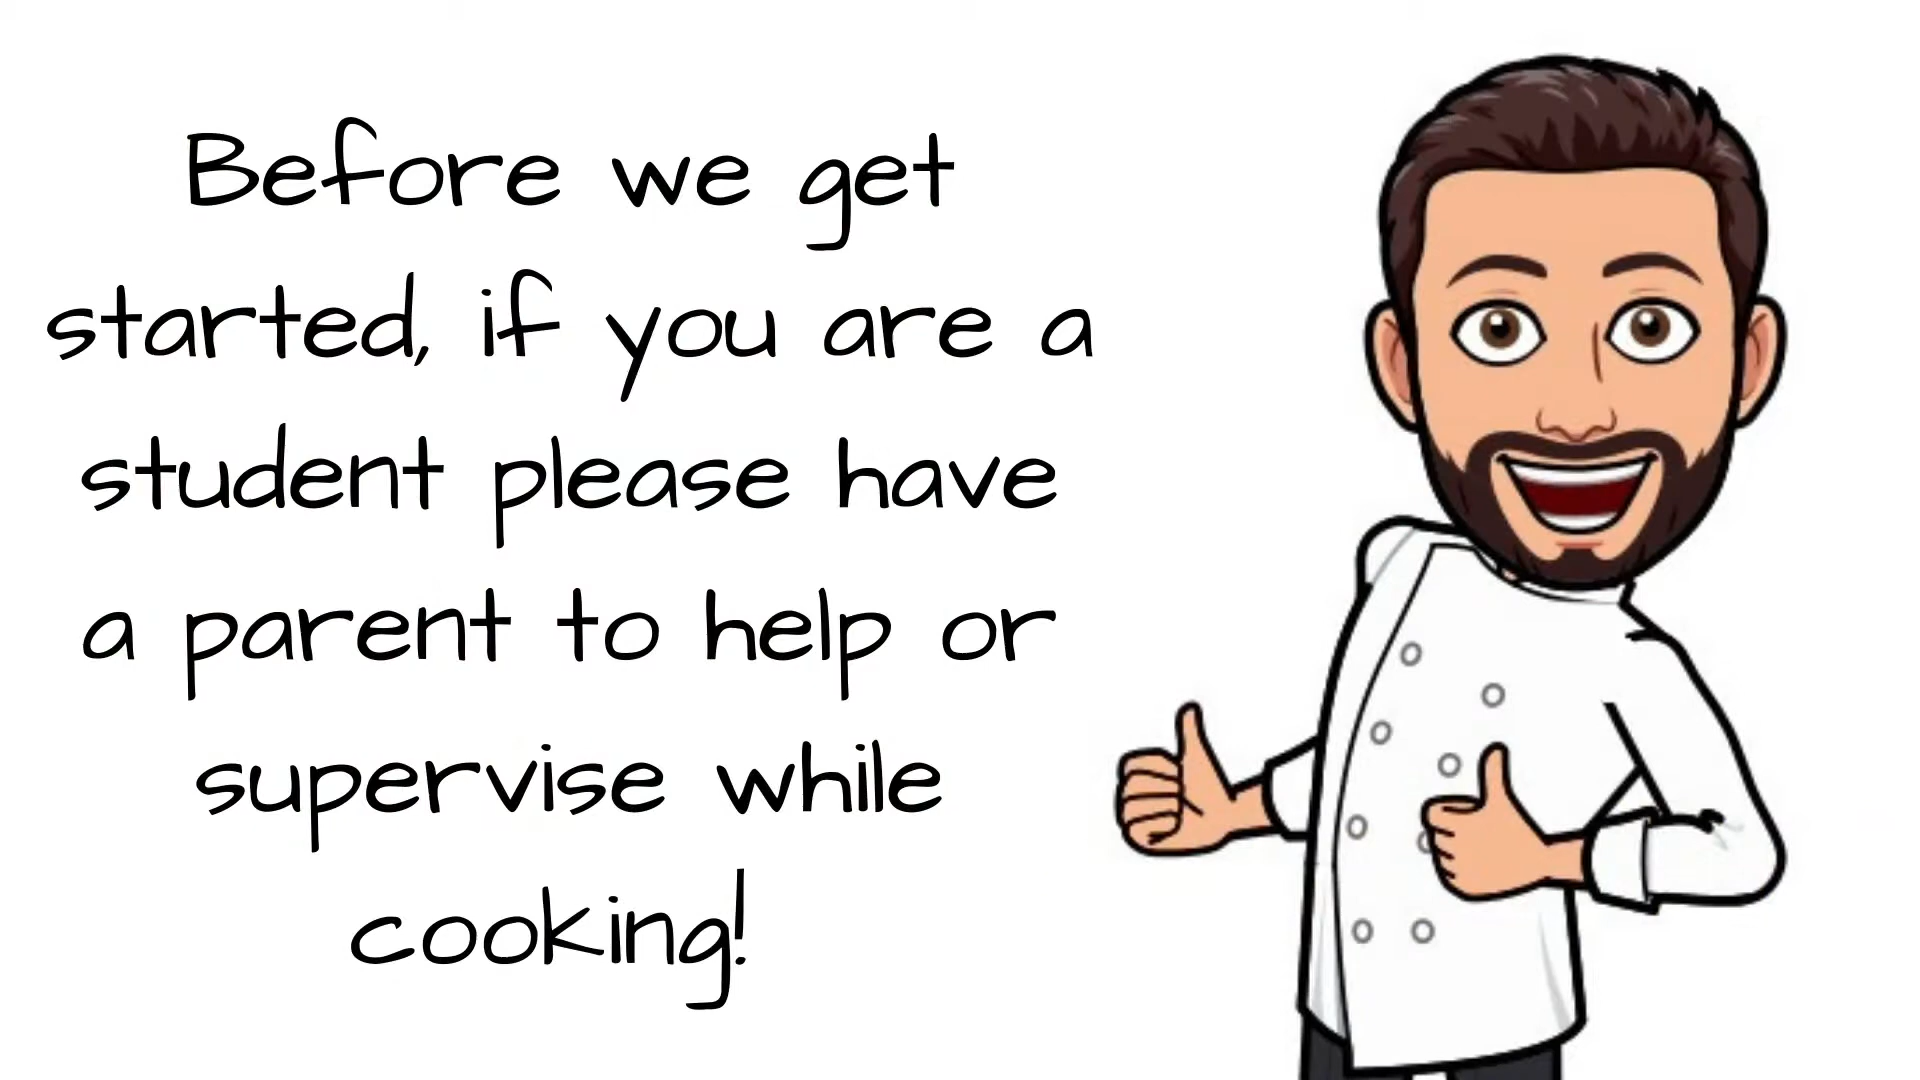 Before we get
started, if you are a
student please have
a parent to help or
supervise while
cooking!